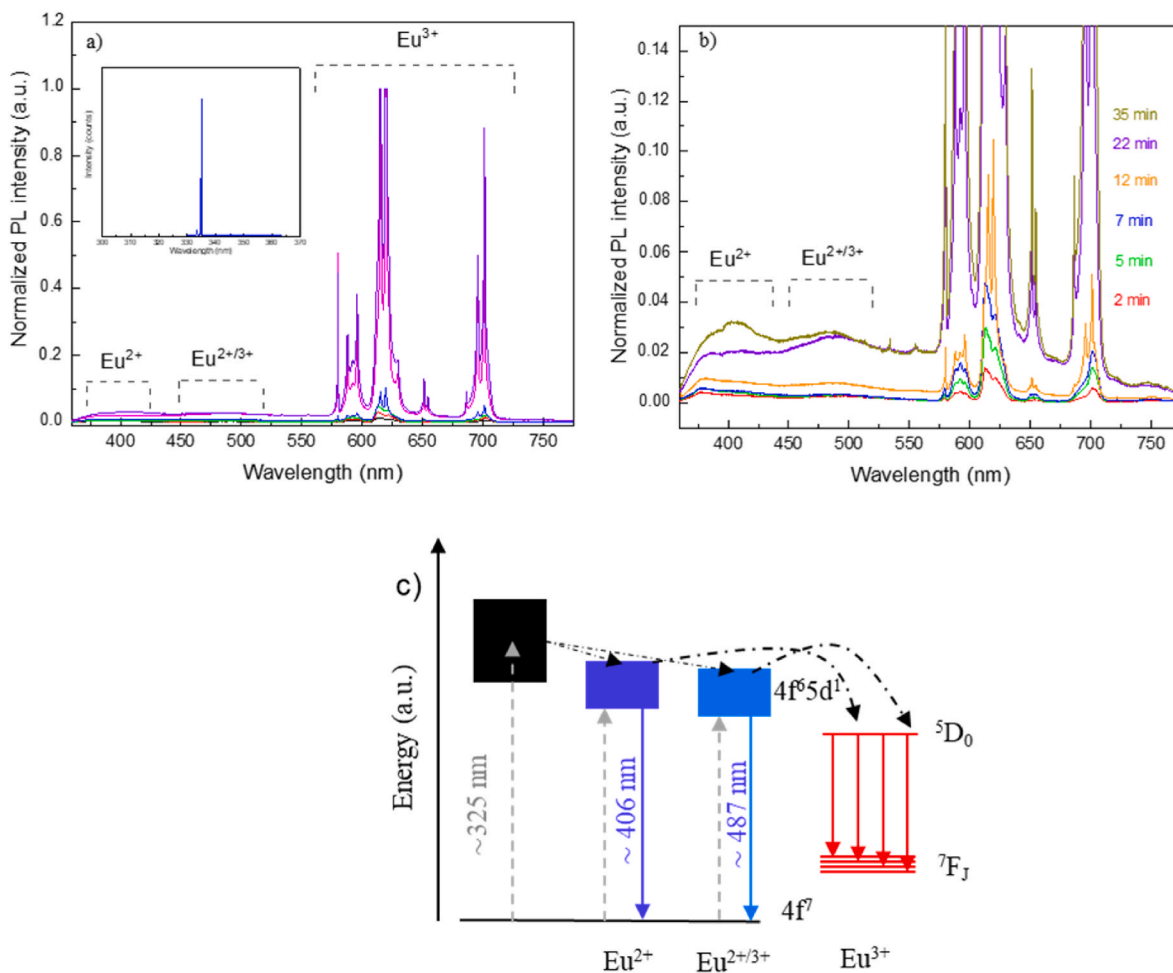 a)
Eu3+
Normalized PL intensity (a.u.)
1.2
1.0
0.8
0.6
0.4
0.2
0.0
Intensity (counts)
300 310 320 330 340 350 360 370
Wavelength (nm)
Eu2+
Eu2+/3+
400 450 500 550 600 650 700 750
Wavelength (nm)
b)
Normalized PL intensity (a.u.)
0.14
0.12
0.10
0.08
0.06
0.04
0.02
0.00
Eu2+
Eu2+/3+
35 min
22 min
12 min
7 min
5 min
2 min
400 450 500 550 600 650 700 750
Wavelength (nm)
c)
Energy (a.u.)
~325 nm
~ 406 nm
~ 487 nm
4f65d1
5D0
7FJ
4f7
Eu2+
Eu2+/3+
Eu3+